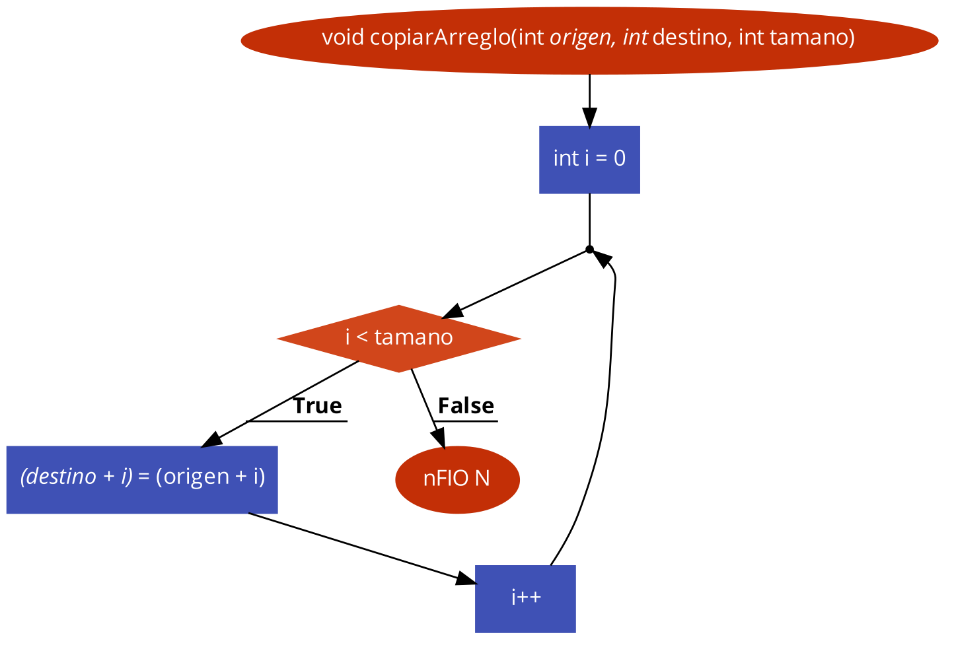 void copiarArreglo(int origen, int destino, int tamano)
int i = 0
i < tamano
True
False
(destino + i) = (origen + i)
nFIO N
i++